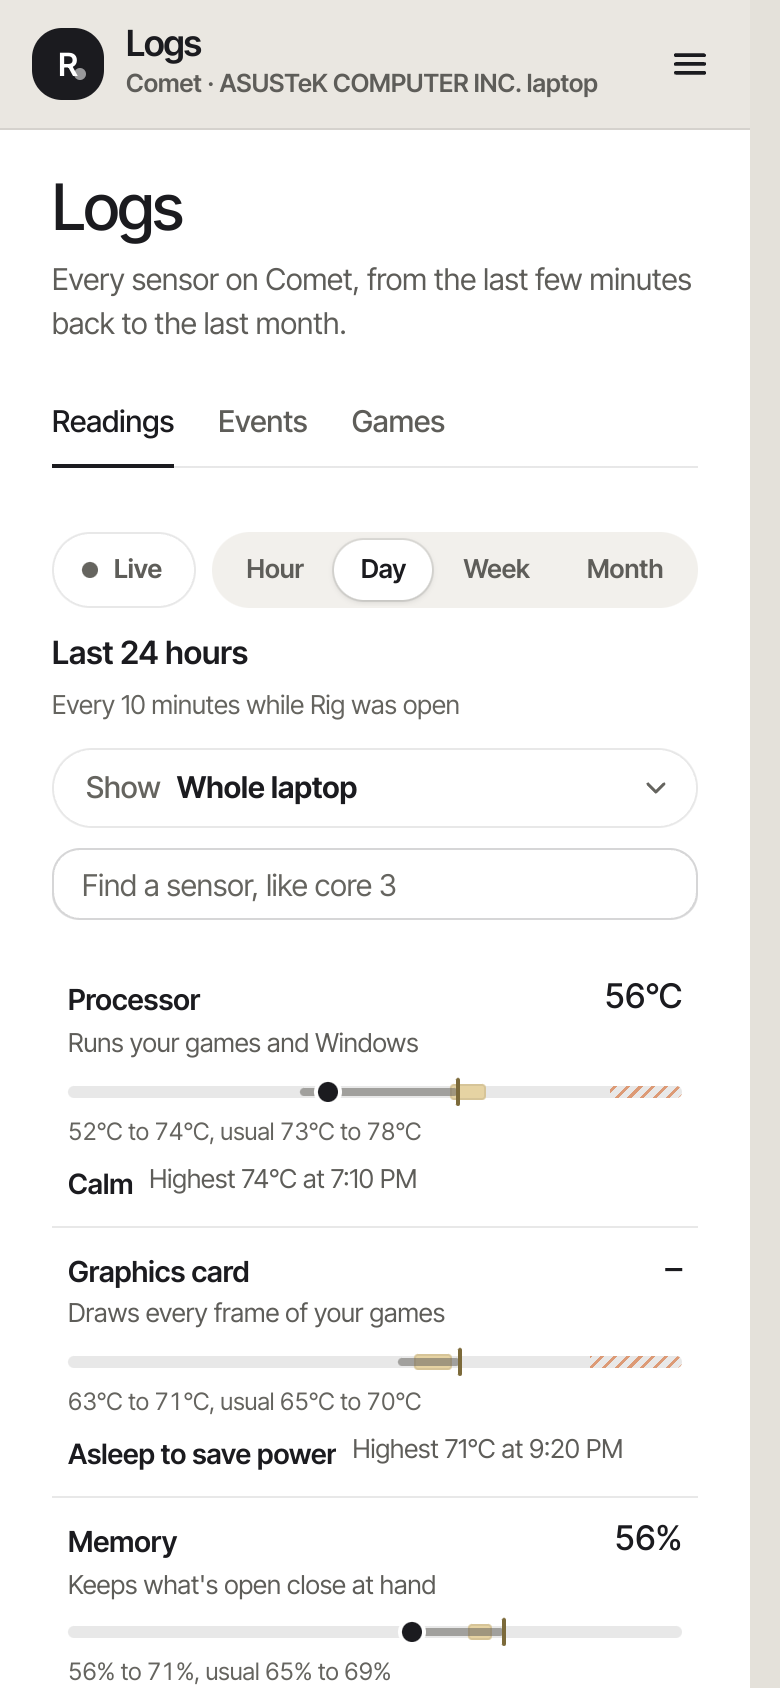 R
Logs
Comet · ASUSTeK COMPUTER INC. laptop
Logs
Every sensor on Comet, from the last few minutes
back to the last month.
Readings Events Games
Live Hour Day Week Month
Last 24 hours
Every 10 minutes while Rig was open
Show Whole laptop
Find a sensor, like core 3
Processor 56°C
Runs your games and Windows
52°C to 74°C, usual 73°C to 78°C
Calm Highest 74°C at 7:10 PM
Graphics card –
Draws every frame of your games
63°C to 71°C, usual 65°C to 70°C
Asleep to save power Highest 71°C at 9:20 PM
Memory 56%
Keeps what's open close at hand
56% to 71%, usual 65% to 69%